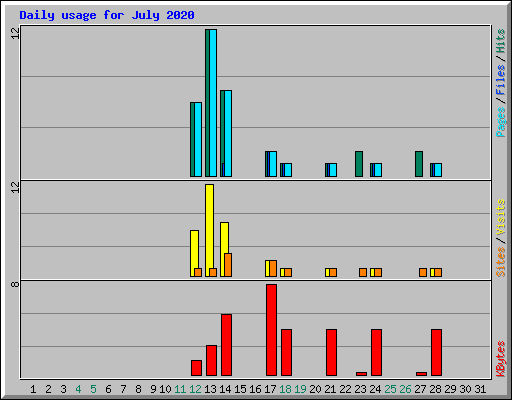 Daily usage for July 2020
12
Pages/Files/Hits
12
Sites/Visits
8
KBytes
1 2 3 4 5 6 7 8 9 10 11 12 13 14 15 16 17 18 19 20 21 22 23 24 25 26 27 28 29 30 31